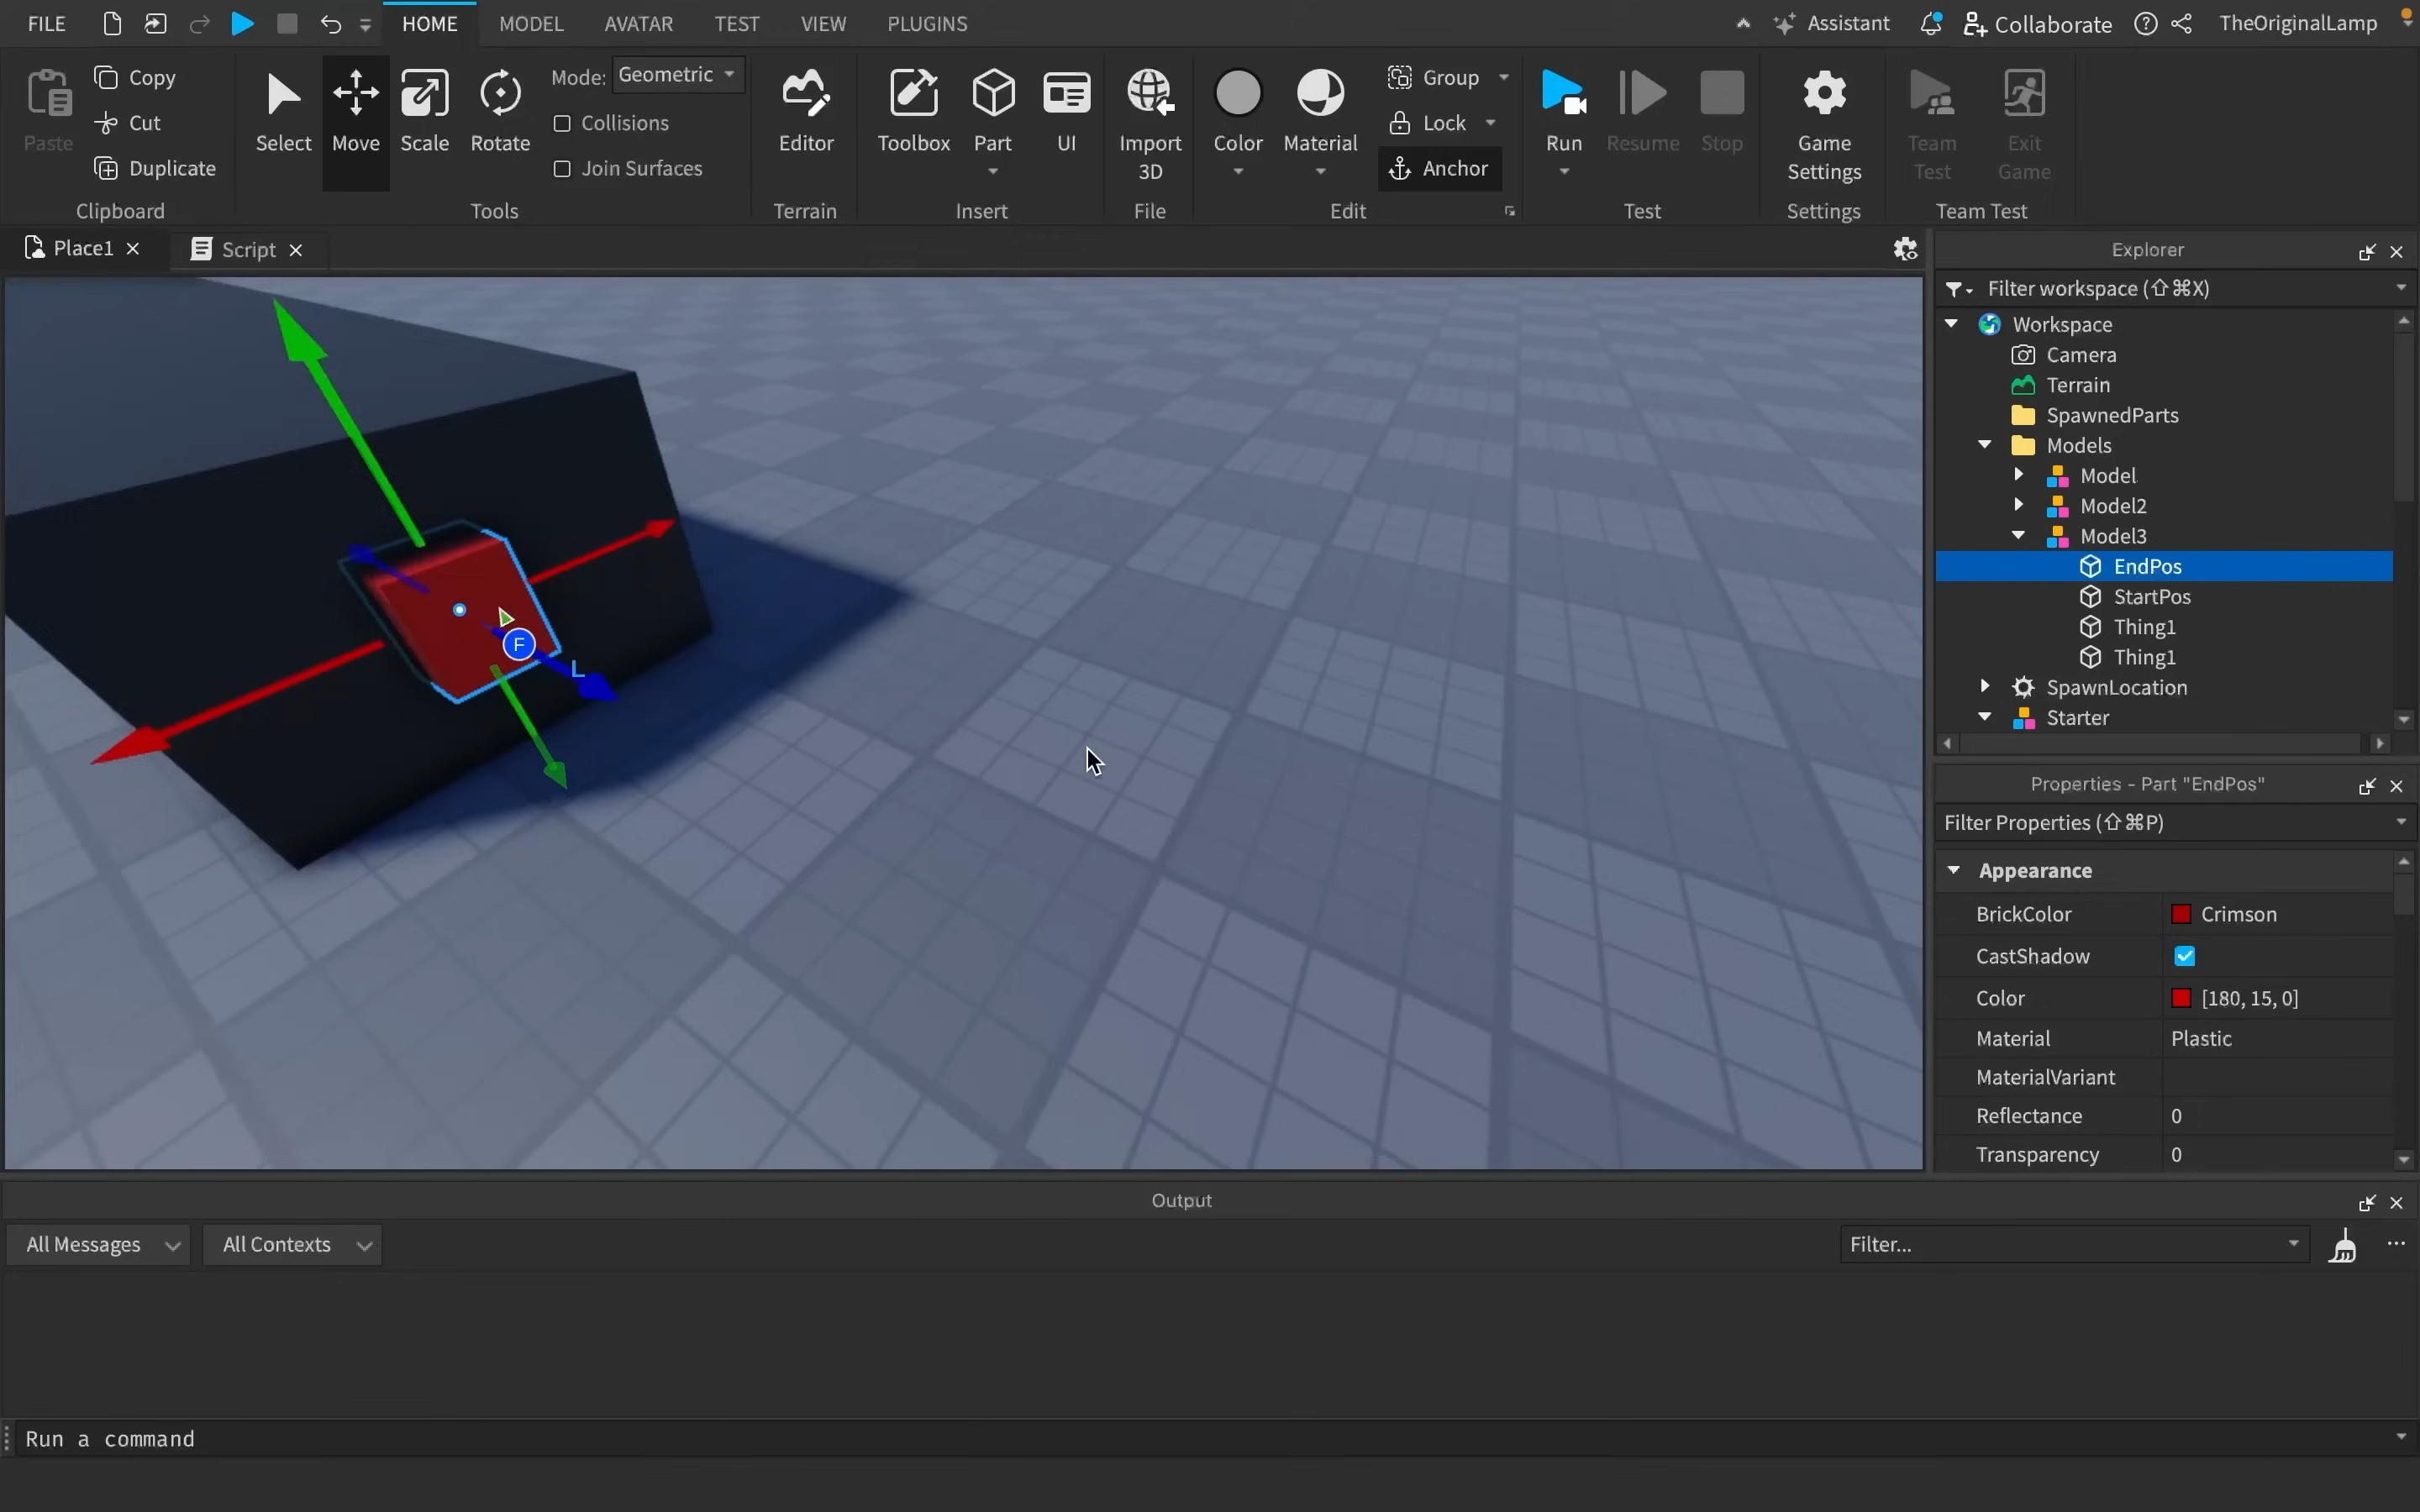 FILE HOME MODEL AVATAR TEST VIEW PLUGINS Assistant Collaborate TheOriginalLamp
Paste Copy Cut Duplicate
Clipboard
Select Move Scale Rotate Mode: Geometric
Collisions
Join Surfaces
Tools
Editor
Terrain
Toolbox Part UI
Insert
Import
3D
File
Color Material Group
Lock
Anchor
Edit
Run Resume Stop
Test
Game
Settings
Settings
Team
Test
Exit
Game
Team Test
Place1 Script
F
L
Explorer
Filter workspace (⇧⌘X)
Workspace
Camera
Terrain
SpawnedParts
Models
Model
Model2
Model3
EndPos
StartPos
Thing1
Thing1
SpawnLocation
Starter
Properties - Part "EndPos"
Filter Properties (⇧⌘P)
Appearance
BrickColor Crimson
CastShadow
Color [180, 15, 0]
Material Plastic
MaterialVariant
Reflectance 0
Transparency 0
Output
All Messages All Contexts Filter...
Run a command